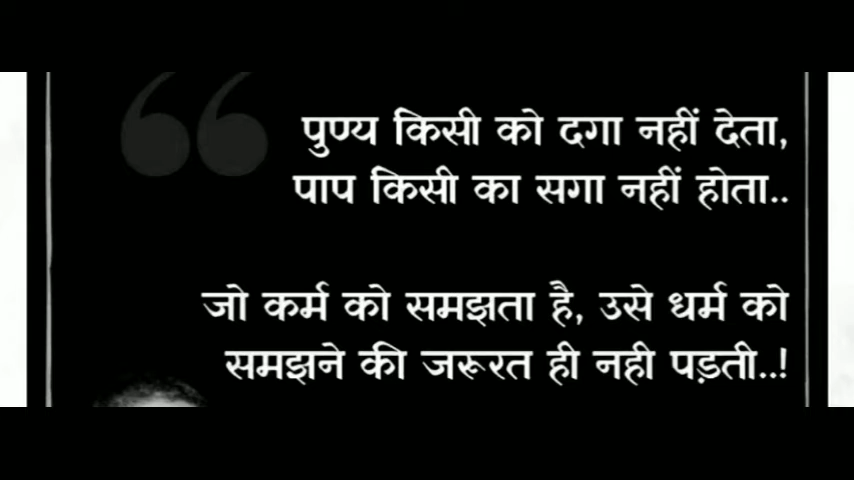 पुण्य किसी को दगा नहीं देता,
पाप किसी का सगा नहीं होता..
जो कर्म को समझता है, उसे धर्म को
समझने की जरूरत ही नही पड़ती..!